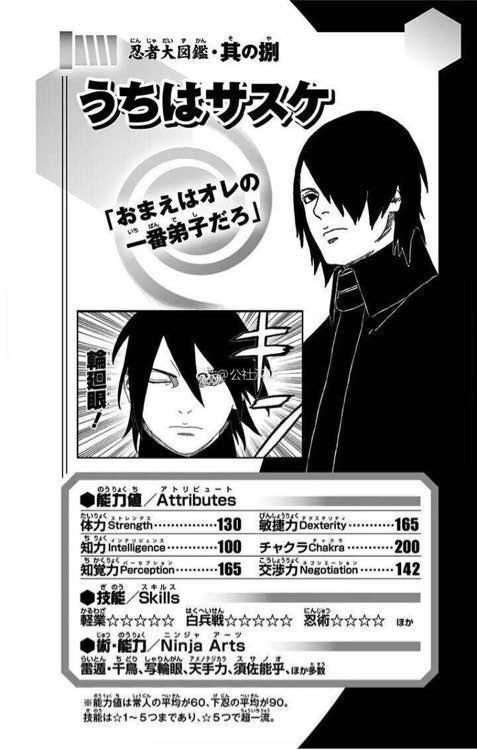 忍者大図鑑・其の捌
うちはサスケ
「おまえはオレの
一番弟子だろ」
輪廻眼!
キィ
@公社
●能力値/Attributes
体力 Strength 130
敏捷力 Dexterity 165
知力 Intelligence 100
チャクラ Chakra 200
知覚力 Perception 165
交渉力 Negotiation 142
●技能/Skills
軽業☆☆☆☆☆ 白兵戦☆☆☆☆☆ 忍術☆☆☆☆ ほか
●術・能力/Ninja Arts
雷遁・千鳥、写輪眼、天手力、須佐能乎、ほか多数
※能力値は常人の平均が60、下忍の平均が90。
技能は☆1〜5つまであり、☆5つで超一流。